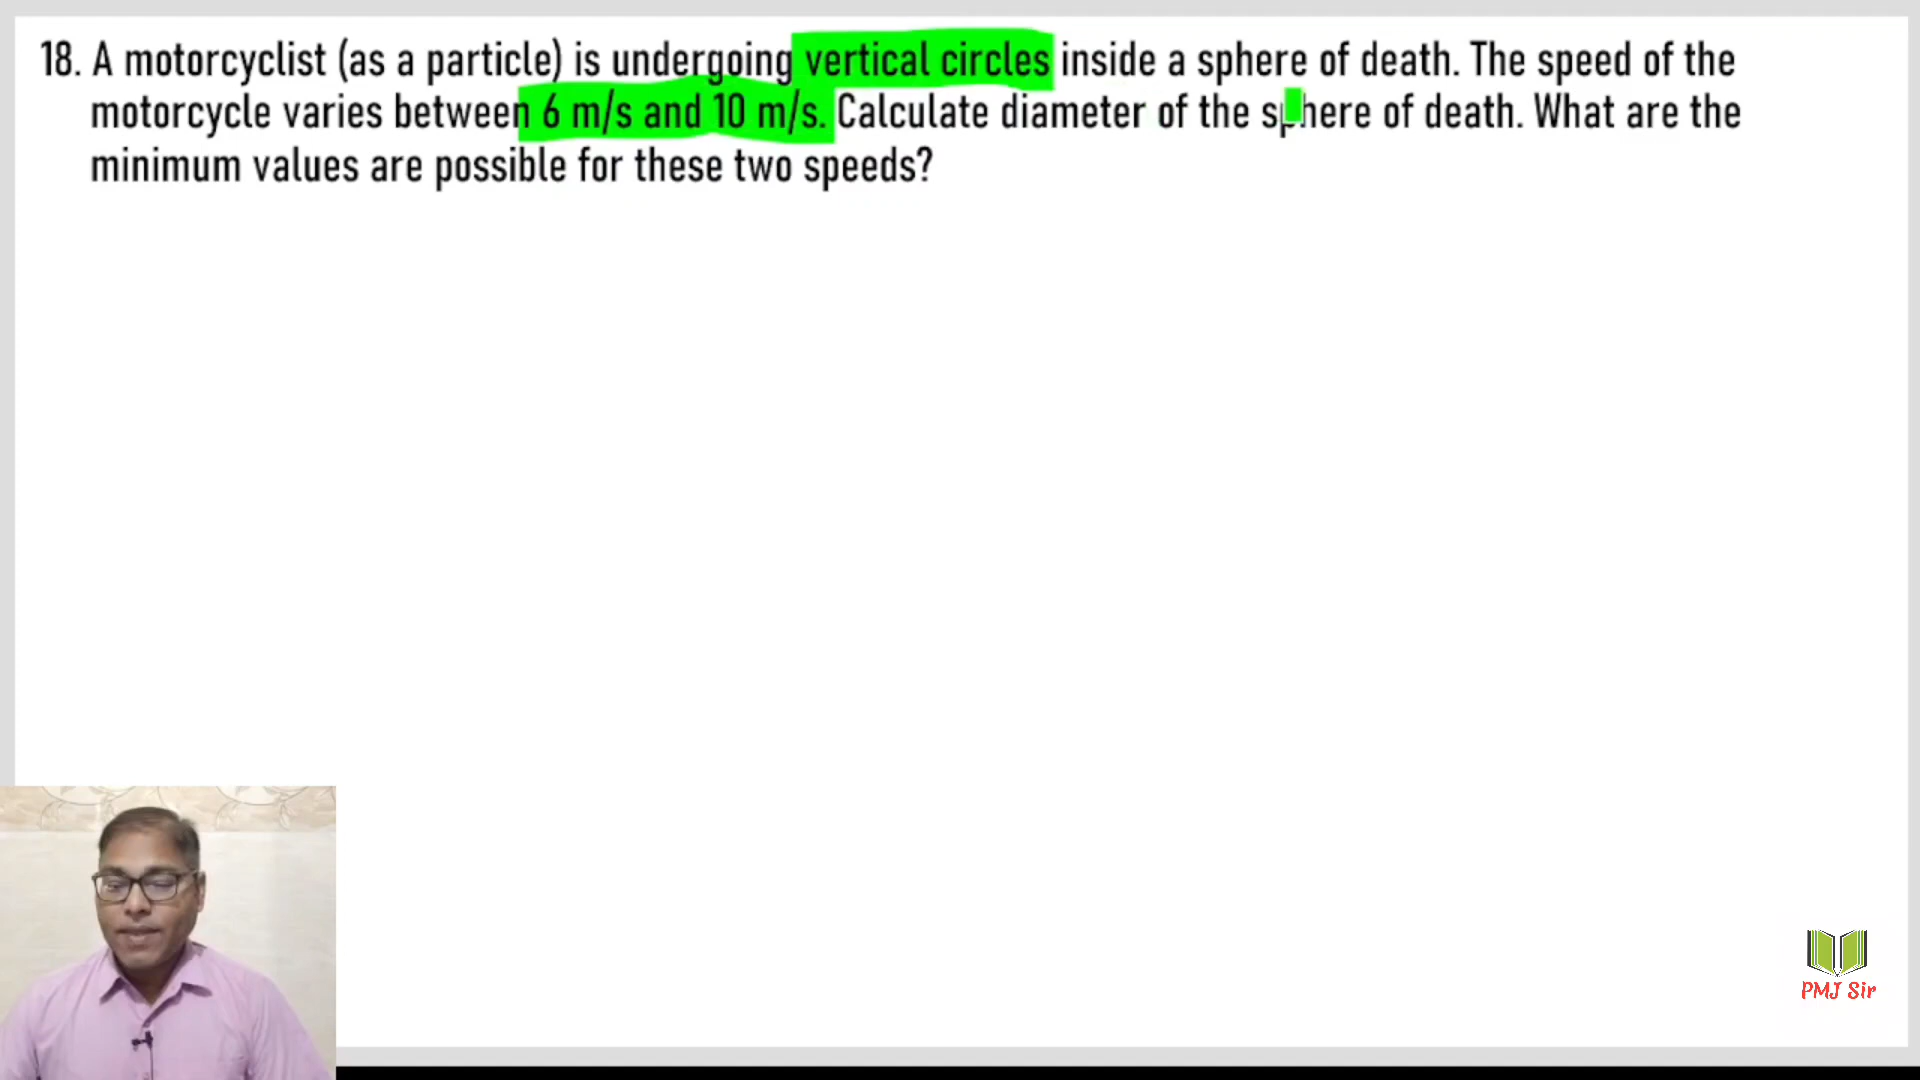 18. A motorcyclist (as a particle) is undergoing vertical circles inside a sphere of death. The speed of the
motorcycle varies between 6 m/s and 10 m/s. Calculate diameter of the sphere of death. What are the
minimum values are possible for these two speeds?
PMJ Sir